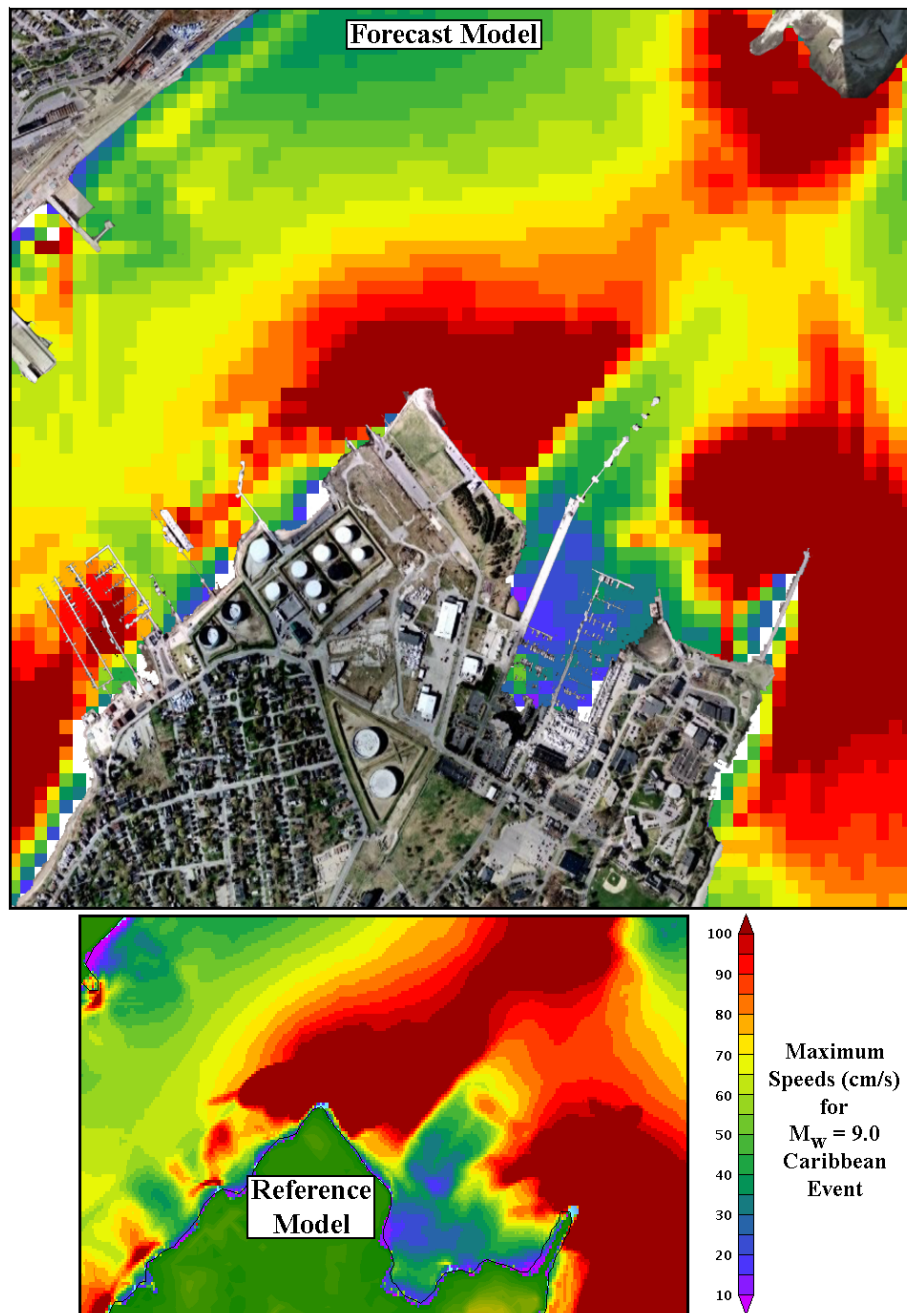 Forecast Model
Reference
Model
100
90
80
70
60
50
40
30
20
10
Maximum
Speeds (cm/s)
for
Mw = 9.0
Caribbean
Event